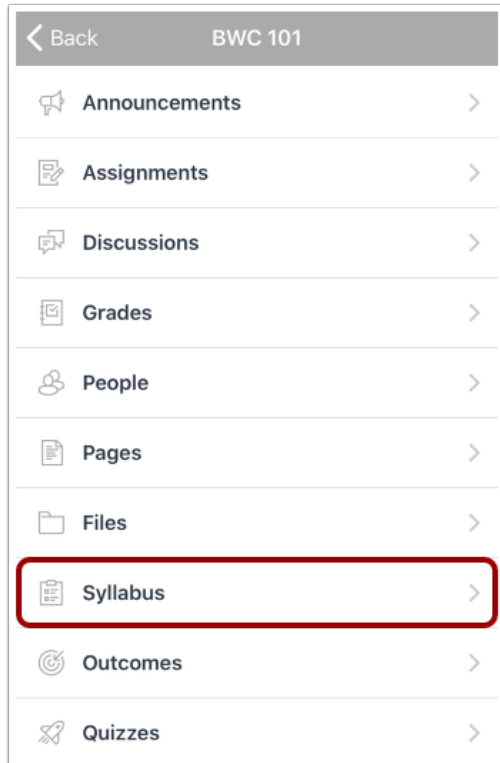 Back BWC 101
Announcements
Assignments
Discussions
Grades
People
Pages
Files
Syllabus
Outcomes
Quizzes